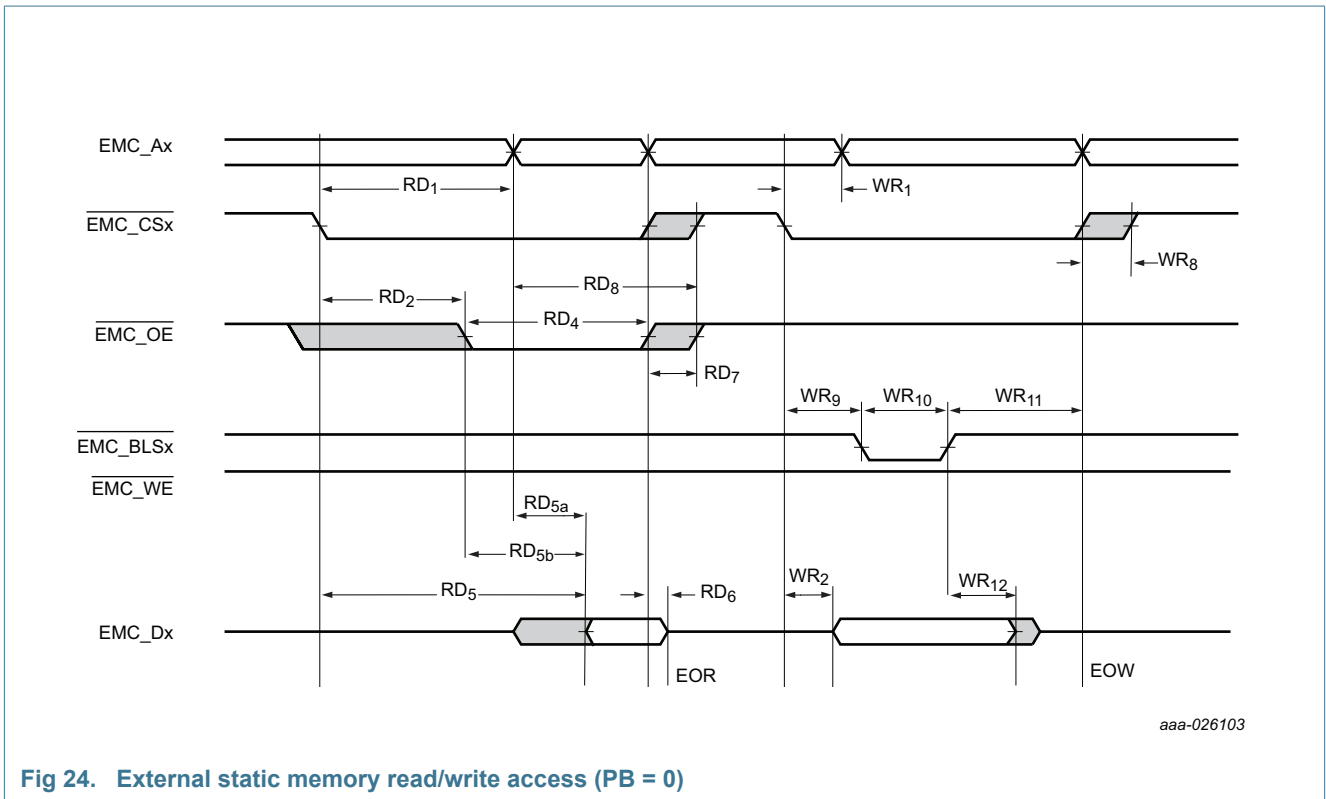 EMC_Ax
RD1
WR1
EMC_CSx
WR8
RD8
RD2
RD4
EMC_OE
RD7
WR9 WR10 WR11
EMC_BLSx
EMC_WE
RD5a
RD5b
RD5
RD6
WR2
WR12
EMC_Dx
EOR
EOW
aaa-026103
Fig 24. External static memory read/write access (PB = 0)